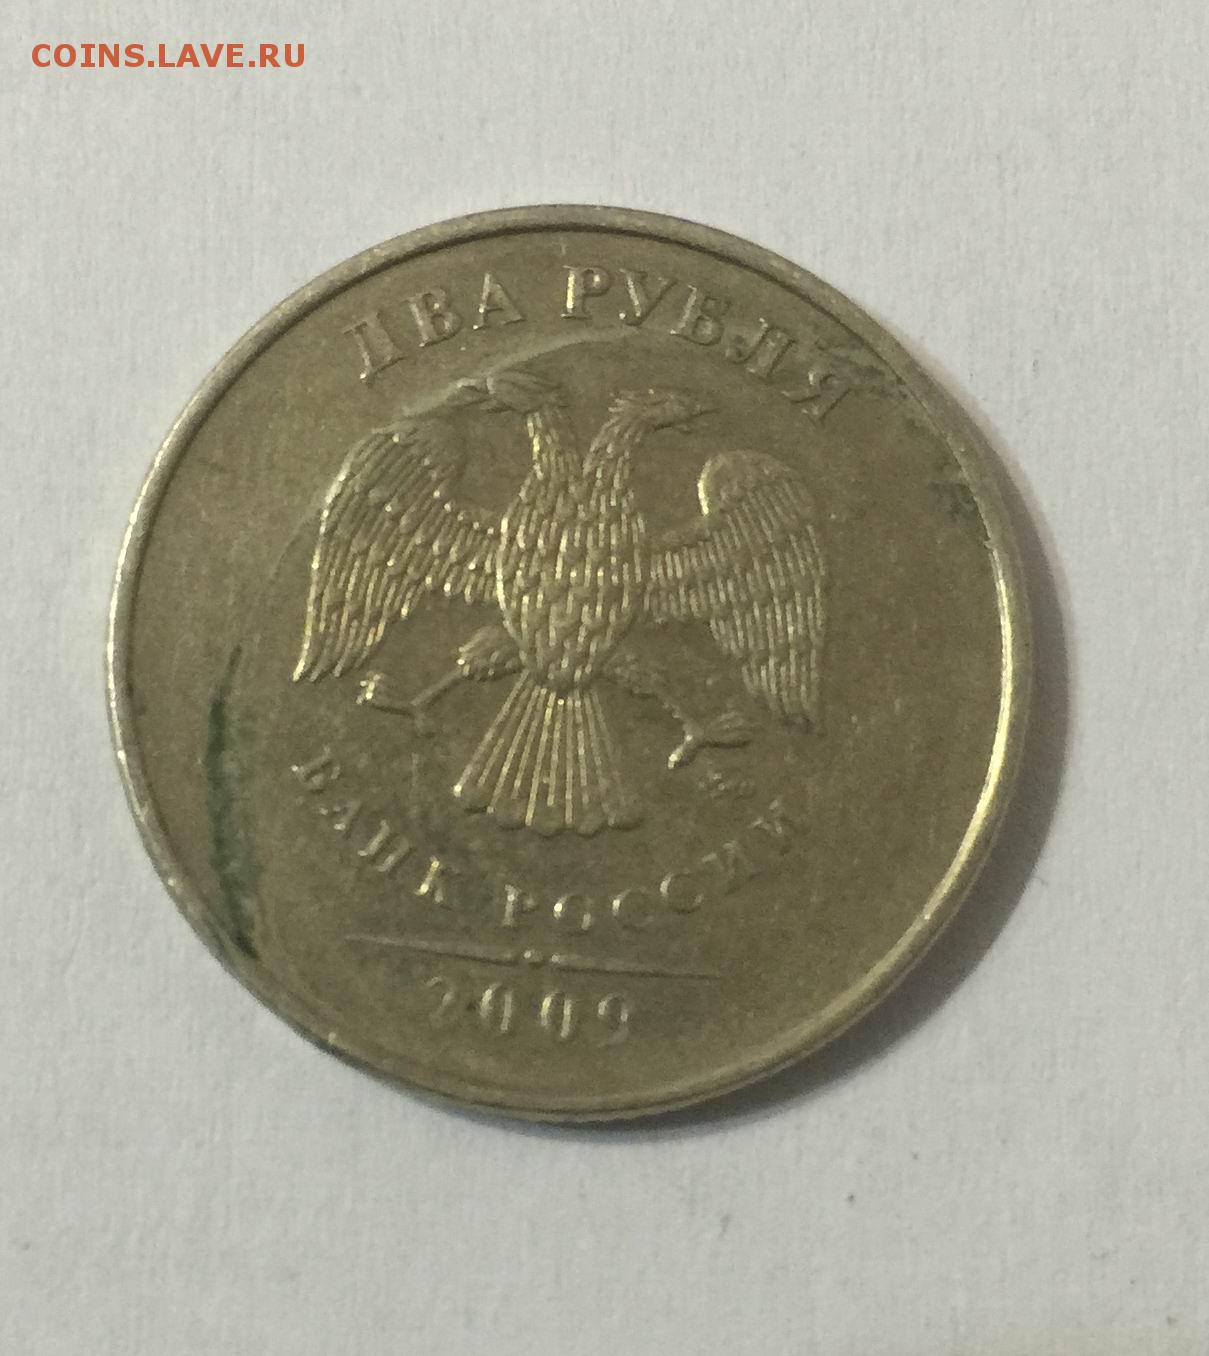 COINS.LAVE.RU
ДВА РУБЛЯ
БАНК РОССИИ
2009